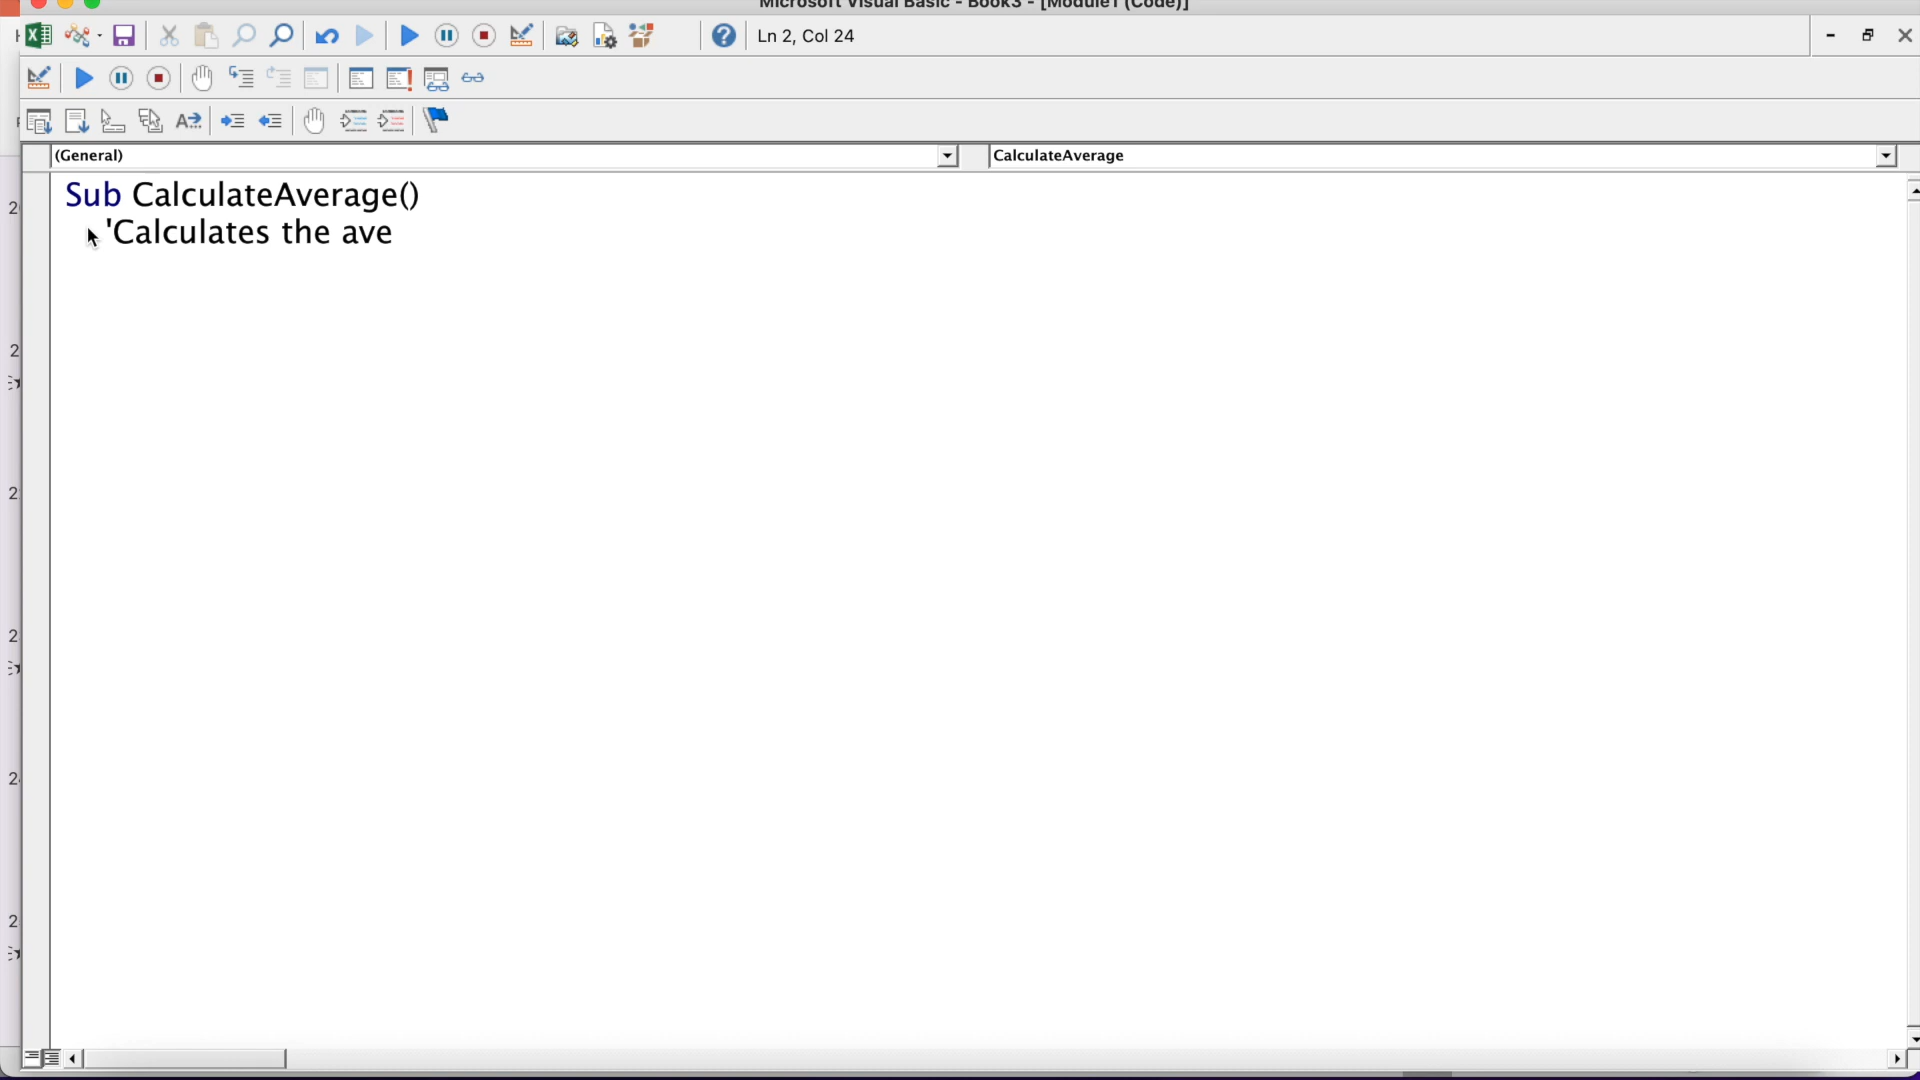 Microsoft Visual Basic - Book3 - [Module1 (Code)]
Ln 2, Col 24
(General)
CalculateAverage
Sub CalculateAverage()
'Calculates the ave